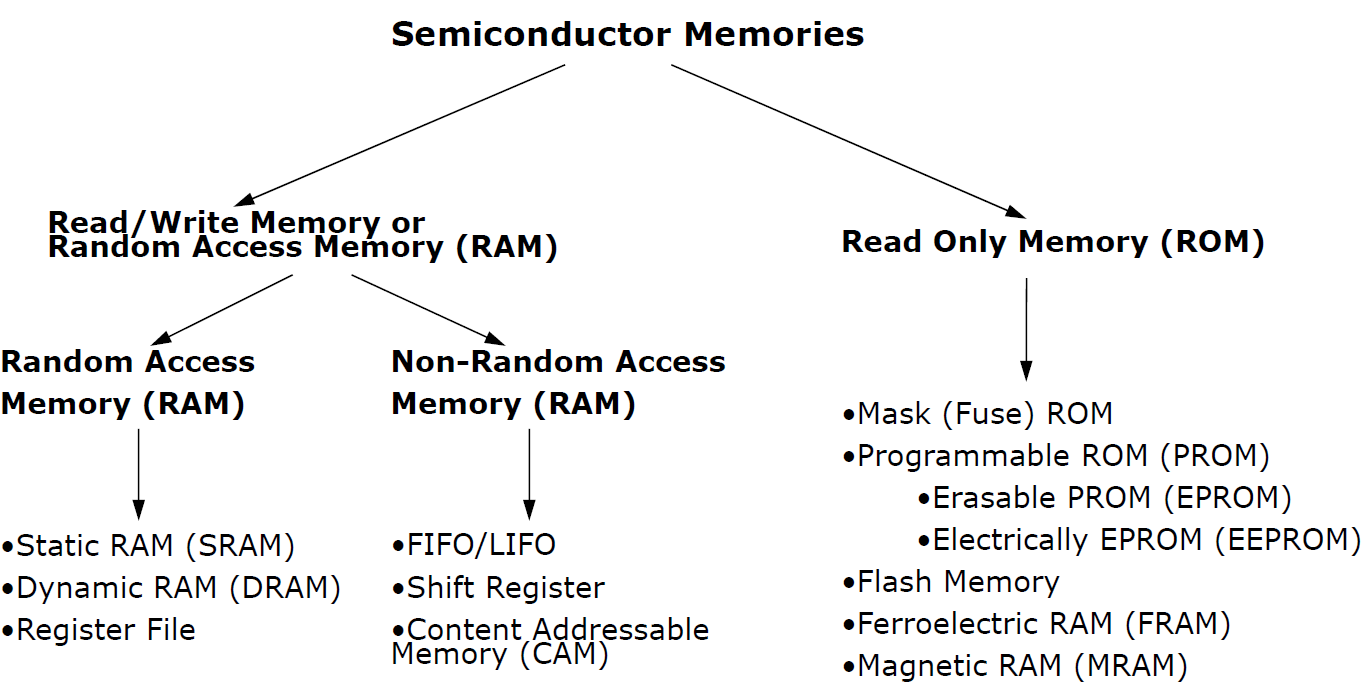 Semiconductor Memories
Read/Write Memory or
Random Access Memory (RAM)
Read Only Memory (ROM)
Random Access
Memory (RAM)
Non-Random Access
Memory (RAM)
•Static RAM (SRAM)
•Dynamic RAM (DRAM)
•Register File
•FIFO/LIFO
•Shift Register
•Content Addressable
Memory (CAM)
•Mask (Fuse) ROM
•Programmable ROM (PROM)
•Erasable PROM (EPROM)
•Electrically EPROM (EEPROM)
•Flash Memory
•Ferroelectric RAM (FRAM)
•Magnetic RAM (MRAM)